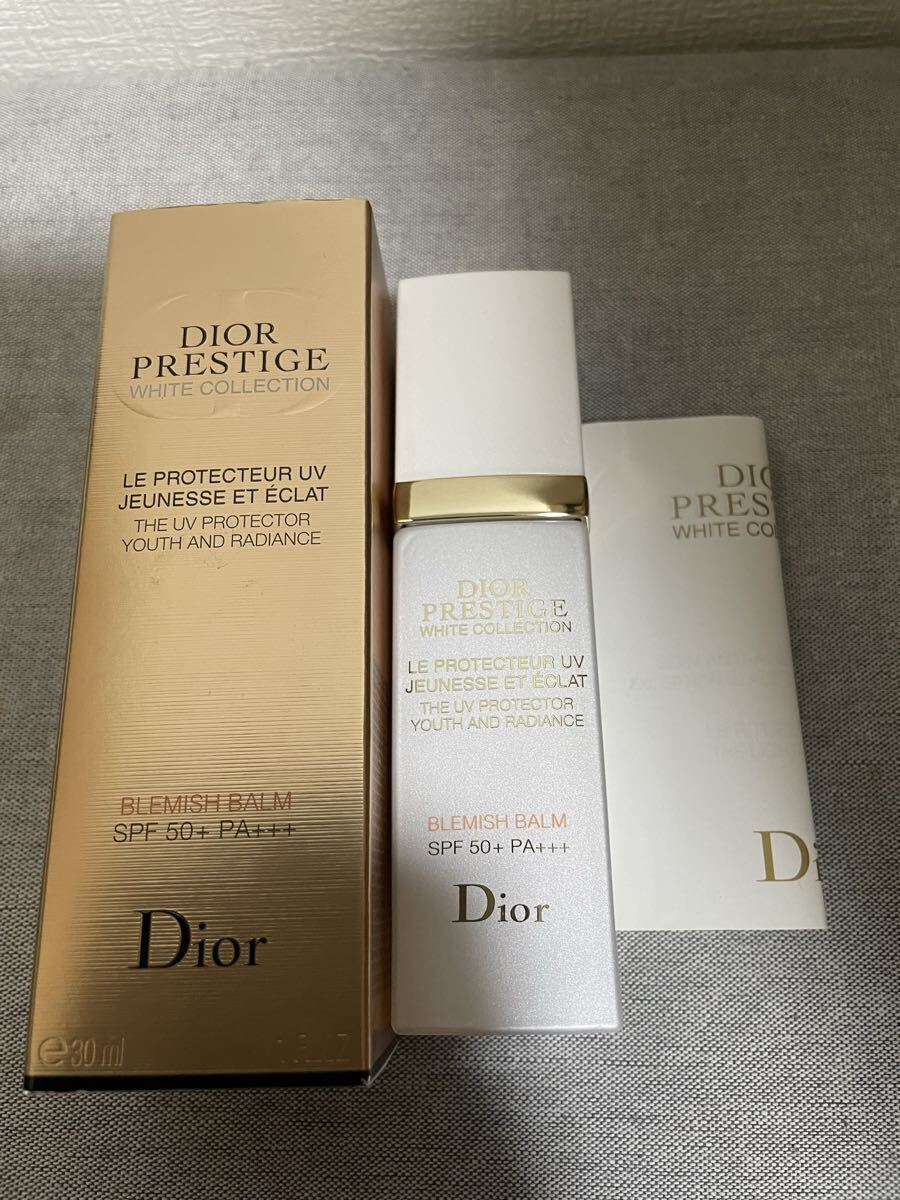 DIOR
PRESTIGE
WHITE COLLECTION
LE PROTECTEUR UV
JEUNESSE ET ÉCLAT
THE UV PROTECTOR
YOUTH AND RADIANCE
BLEMISH BALM
SPF 50+ PA+++
Dior
e 30 ml
DIOR
PRESTIGE
WHITE COLLECTION
LE PROTECTEUR UV
JEUNESSE ET ÉCLAT
THE UV PROTECTOR
YOUTH AND RADIANCE
BLEMISH BALM
SPF 50+ PA+++
Dior
DIO
PRES
WHITE CO
Di